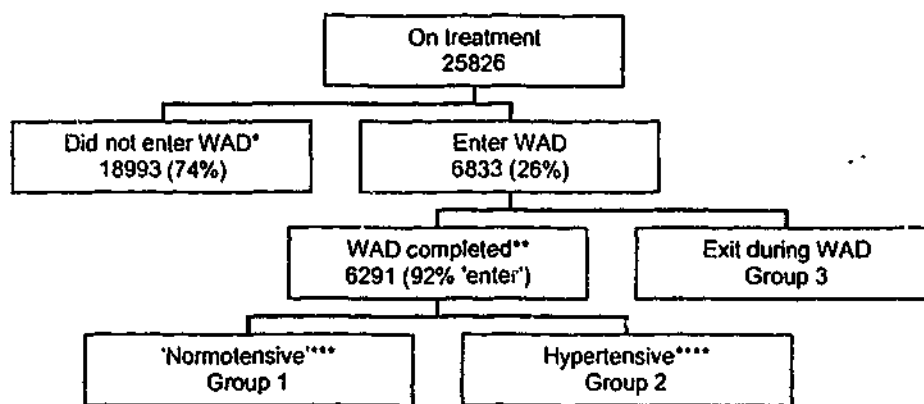 On treatment
25826
Did not enter WAD*
18993 (74%)
Enter WAD
6833 (26%)
WAD completed**
6291 (92% 'enter')
Exit during WAD
Group 3
'Normotensive'***
Group 1
Hypertensive****
Group 2